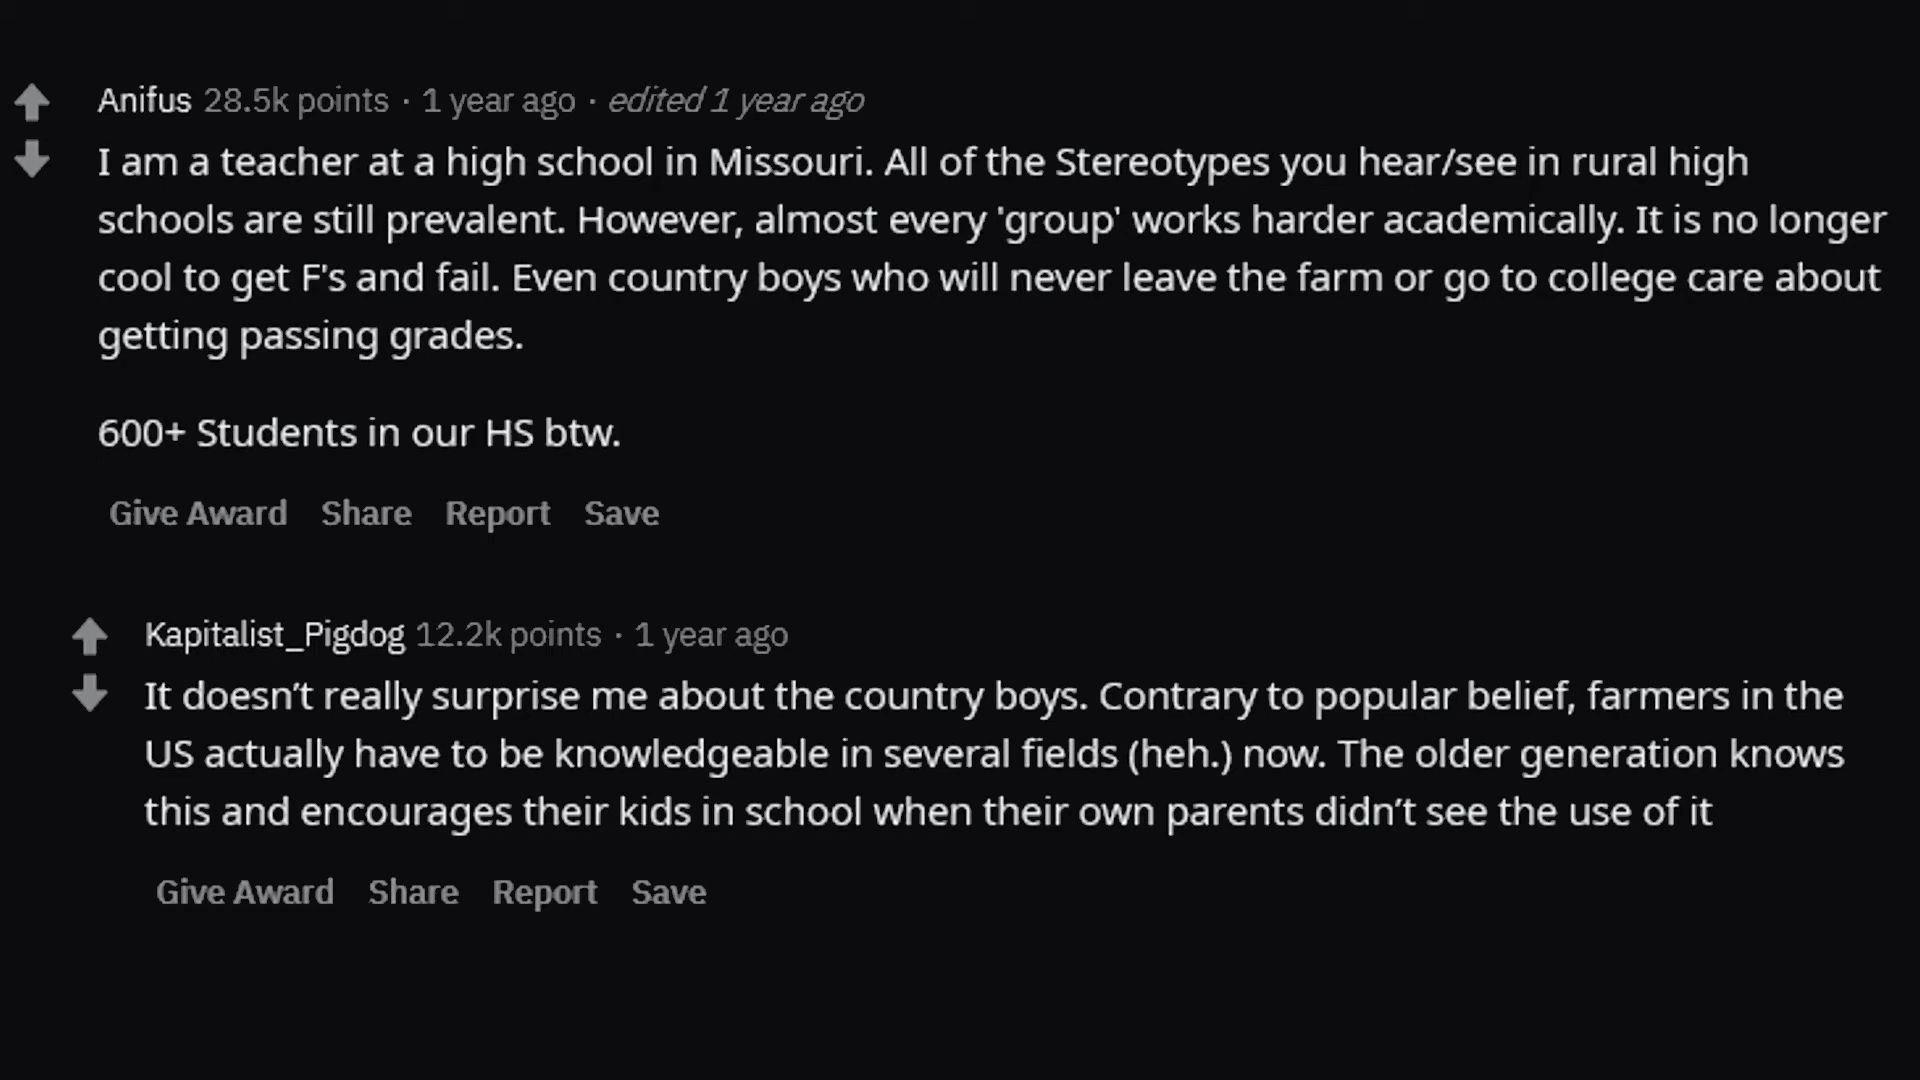 Anifus 28.5k points · 1 year ago · edited 1 year ago
I am a teacher at a high school in Missouri. All of the Stereotypes you hear/see in rural high
schools are still prevalent. However, almost every 'group' works harder academically. It is no longer
cool to get F's and fail. Even country boys who will never leave the farm or go to college care about
getting passing grades.
600+ Students in our HS btw.
Give Award Share Report Save
Kapitalist_Pigdog 12.2k points · 1 year ago
It doesn’t really surprise me about the country boys. Contrary to popular belief, farmers in the
US actually have to be knowledgeable in several fields (heh.) now. The older generation knows
this and encourages their kids in school when their own parents didn’t see the use of it
Give Award Share Report Save